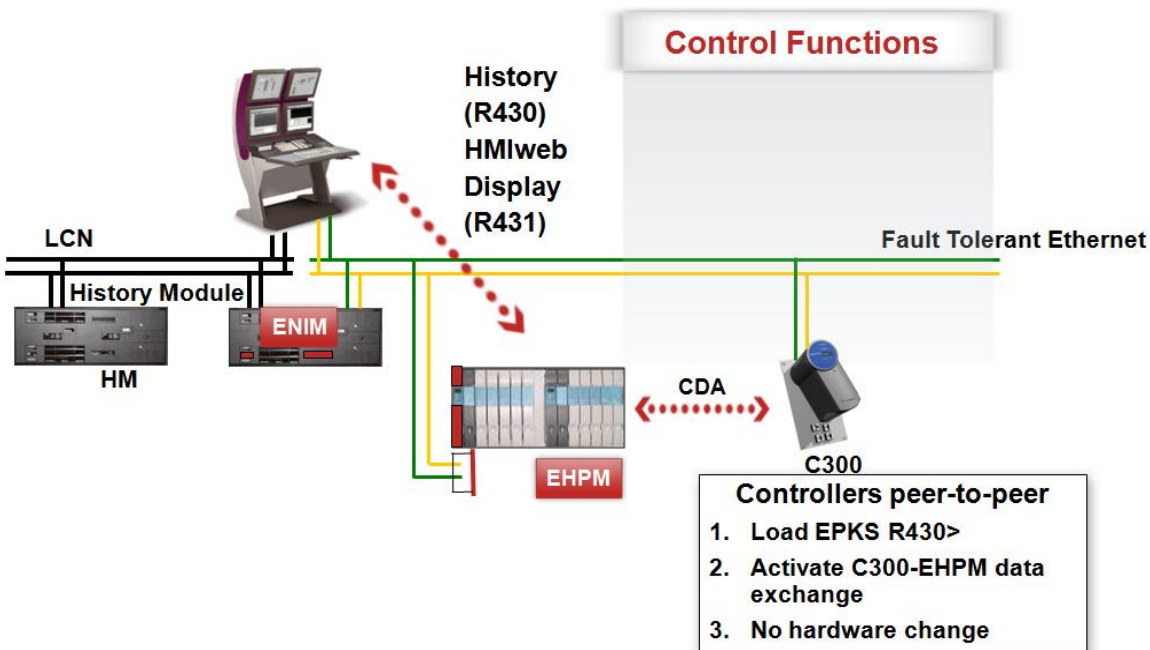 Control Functions
History
(R430)
HMIweb
Display
(R431)
LCN
Fault Tolerant Ethernet
History Module
ENIM
HM
CDA
EHPM
C300
Controllers peer-to-peer
1. Load EPKS R430>
2. Activate C300-EHPM data
exchange
3. No hardware change